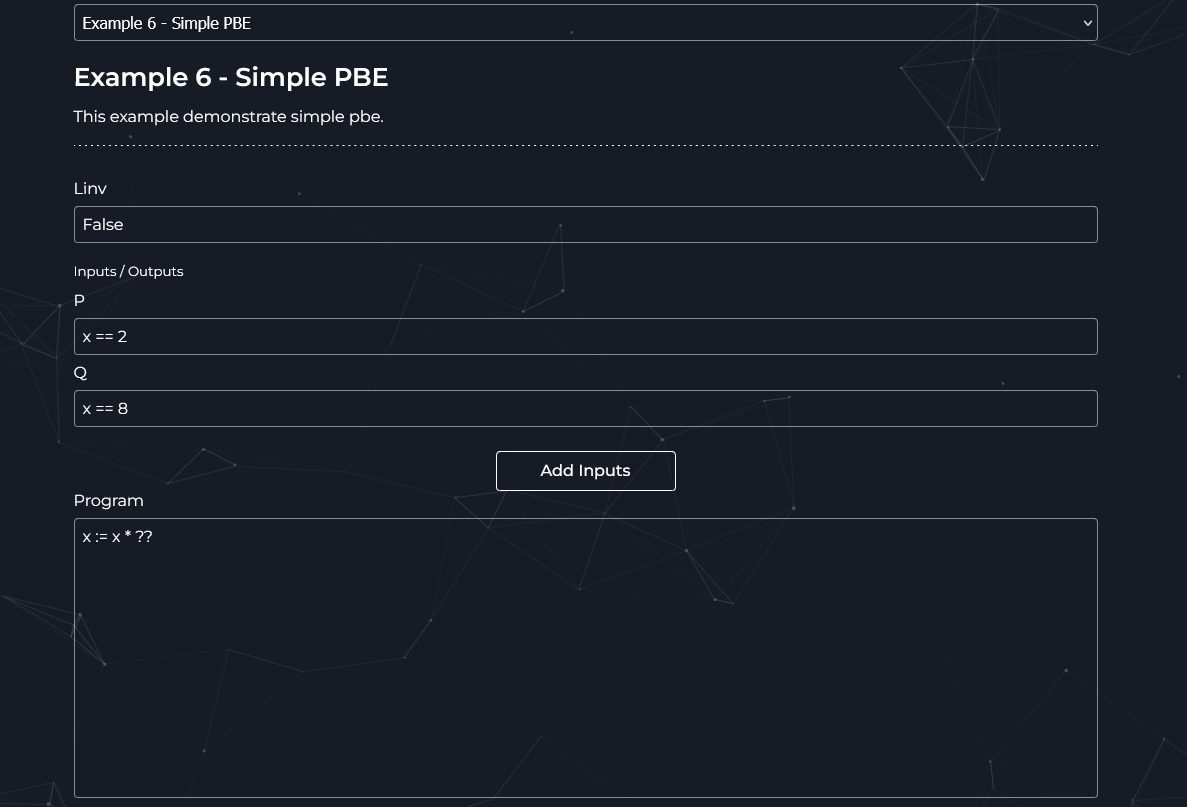 Example 6 - Simple PBE
Example 6 - Simple PBE
This example demonstrate simple pbe.
Linv
False
Inputs / Outputs
P
x == 2
Q
x == 8
Add Inputs
Program
x := x * ??